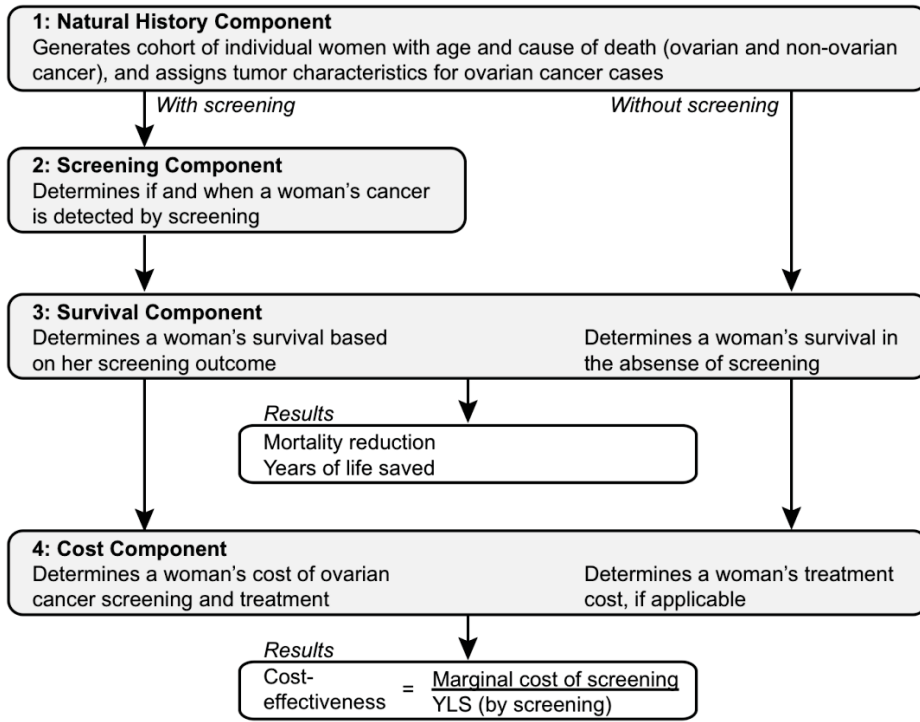 1: Natural History Component
Generates cohort of individual women with age and cause of death (ovarian and non-ovarian
cancer), and assigns tumor characteristics for ovarian cancer cases
With screening
Without screening
2: Screening Component
Determines if and when a woman's cancer
is detected by screening
3: Survival Component
Determines a woman's survival based
on her screening outcome
Determines a woman's survival in
the absense of screening
Results
Mortality reduction
Years of life saved
4: Cost Component
Determines a woman's cost of ovarian
cancer screening and treatment
Determines a woman's treatment
cost, if applicable
Results
Cost-
effectiveness
=
Marginal cost of screening
YLS (by screening)